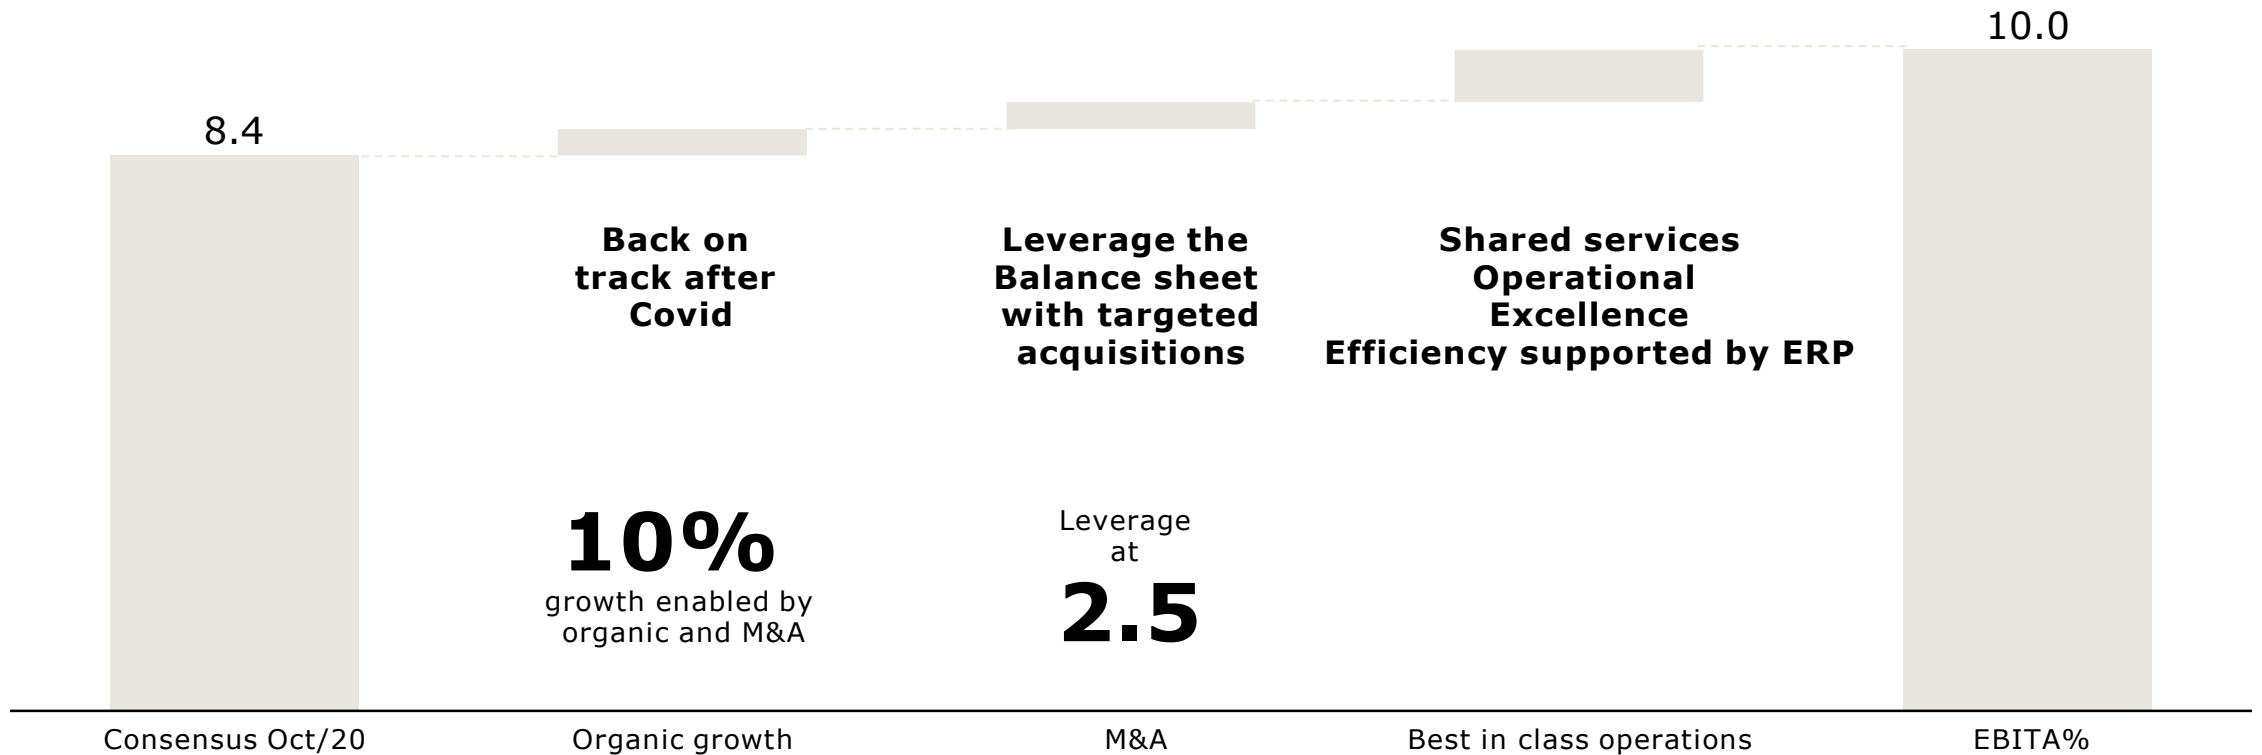 10.0
8.4
Back on
track after
Covid
Leverage the
Balance sheet
with targeted
acquisitions
Shared services
Operational
Excellence
Efficiency supported by ERP
10%
growth enabled by
organic and M&A
Leverage
at
2.5
Consensus Oct/20
Organic growth
M&A
Best in class operations
EBITA%